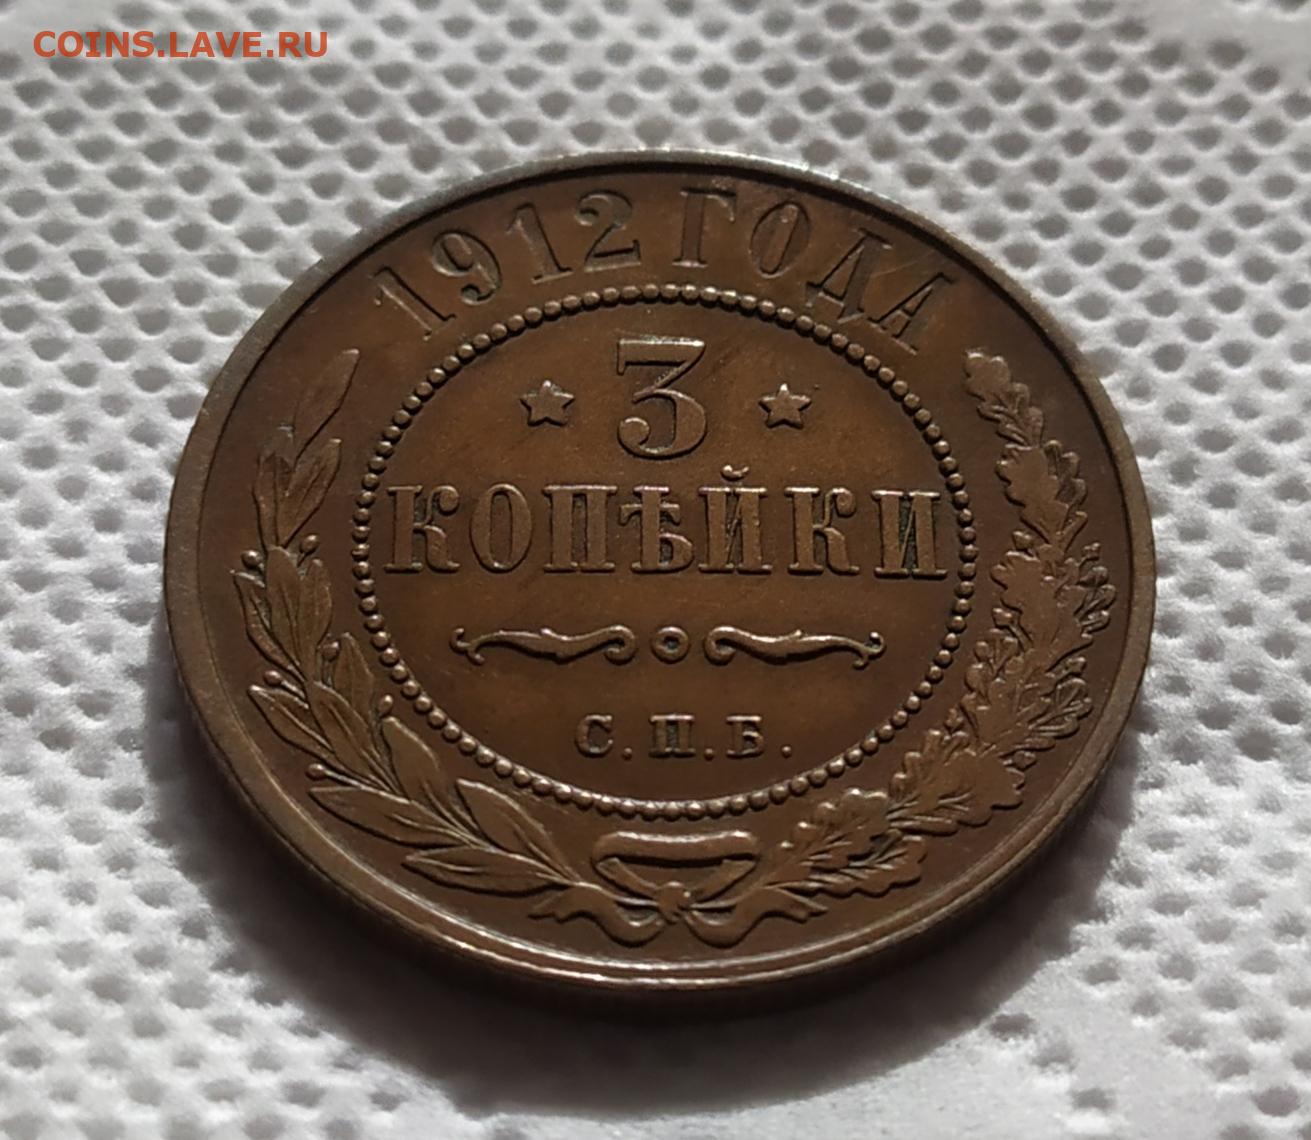 COINS.LAVE.RU
1912 ГОДА
3
КОПѢЙКИ
С.П.Б.